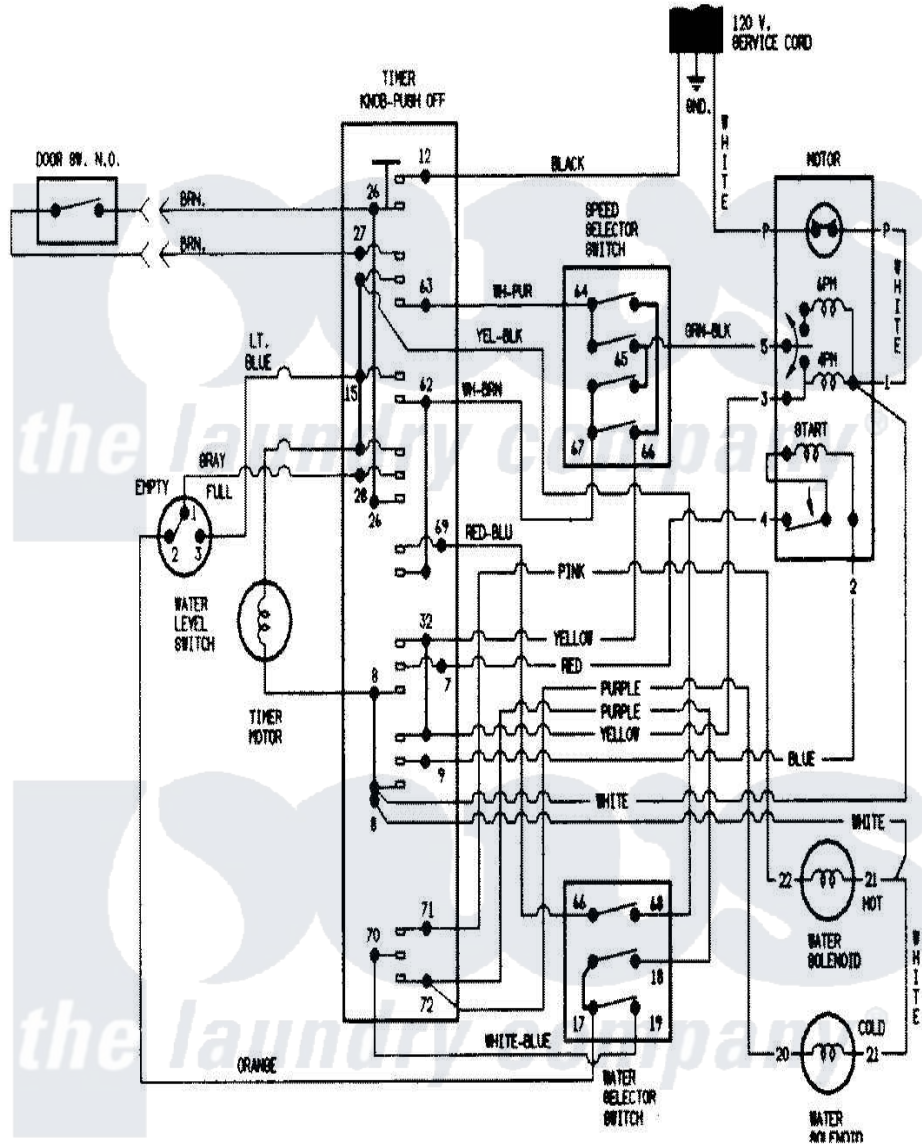 120 V.
SERVICE CORD
TIMER
KNOB-PUSH OFF
GND.
WHITE
MOTOR
DOOR SW. N.O.
12
BLACK
BRN.
26
SPEED
SELECTOR
SWITCH
P
P
BRN.
27
WHITE
63
WH-PUR
64
6PM
YEL-BLK
65
BRN-BLK
5
LT.
BLUE
4PM
15
62
WH-BRN
3
1
67
66
START
the laundry company®
GRAY
EMPTY
FULL
28
26
1
2
3
69
RED-BLU
4
PINK
2
WATER
LEVEL
SWITCH
32
YELLOW
RED
7
8
PURPLE
PURPLE
TIMER
MOTOR
YELLOW
BLUE
9
WHITE
8
WHITE
71
66
68
22
21
HOT
70
WATER
SOLENOID
18
72
17
19
WHITE
WHITE-BLUE
COLD
20
21
the laundry company
ORANGE
WATER
SELECTOR
SWITCH
WATER
SOLENOID